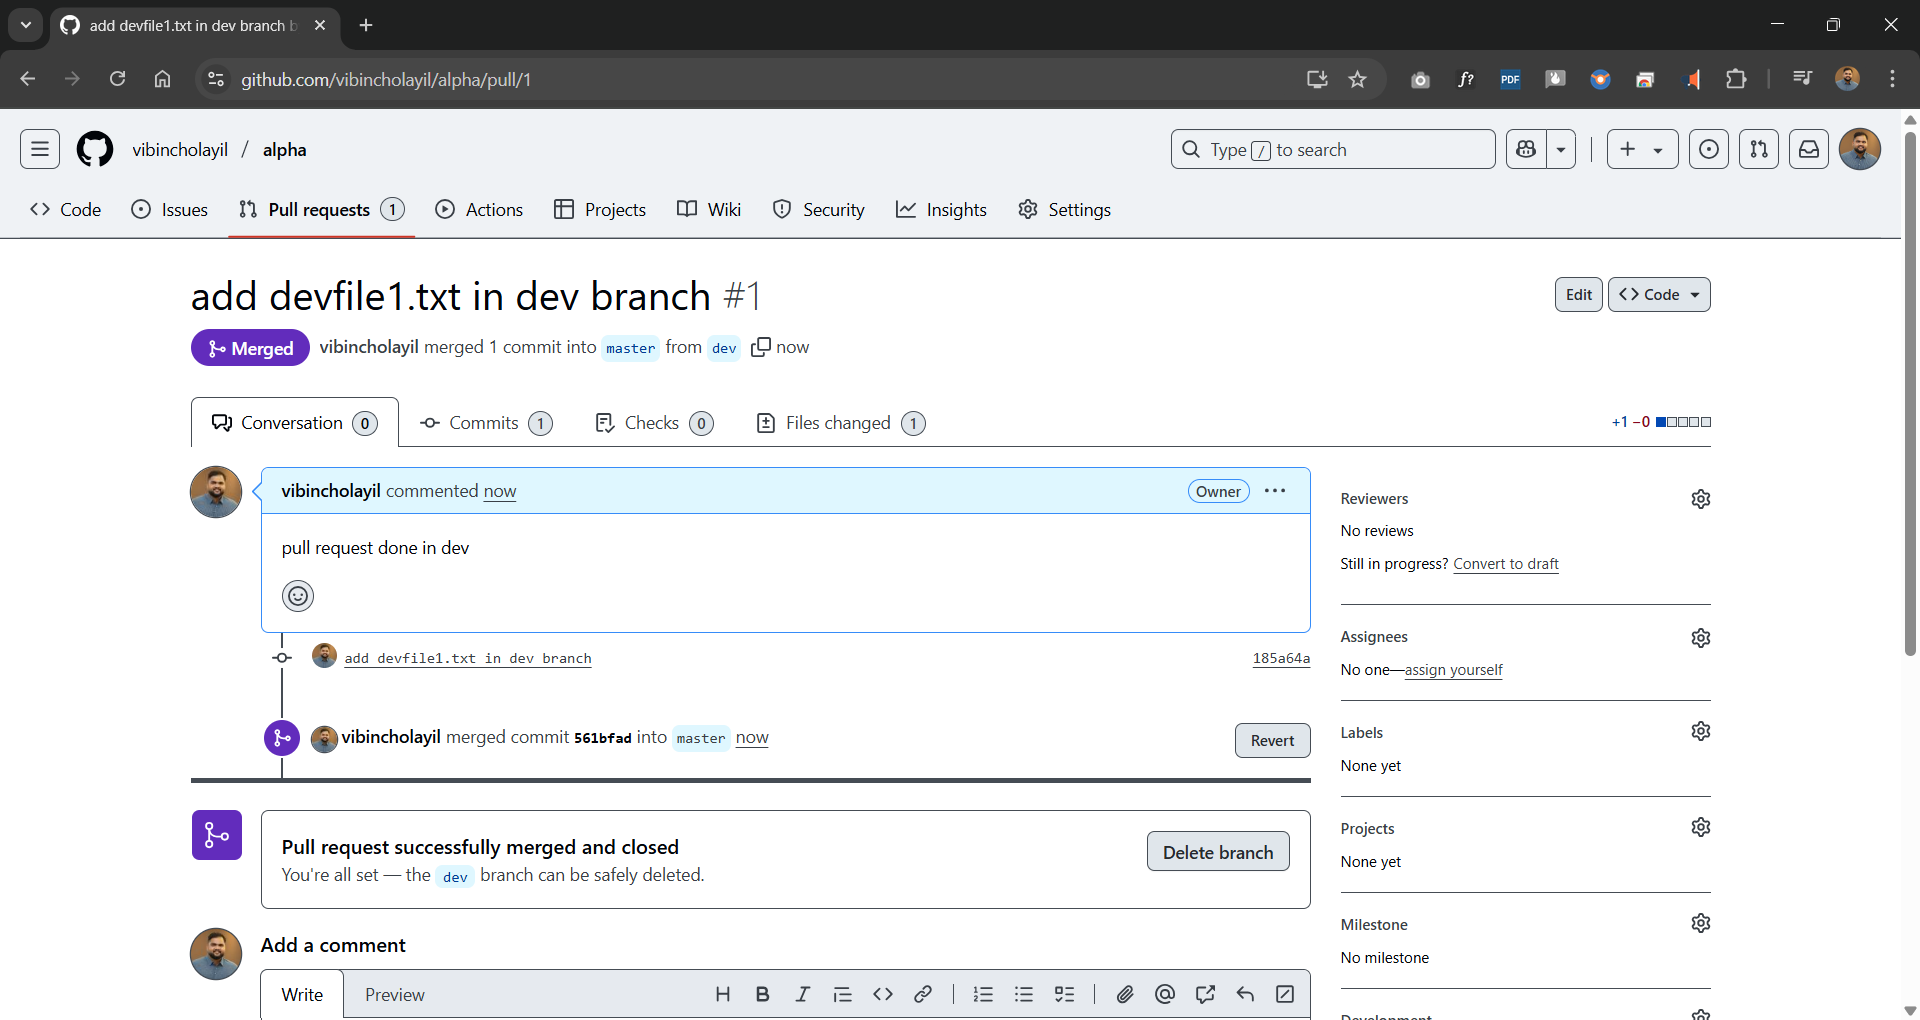 add devfile1.txt in dev branch
github.com/vibincholayil/alpha/pull/1
vibincholayil / alpha
Type / to search
Code Issues Pull requests 1 Actions Projects Wiki Security Insights Settings
add devfile1.txt in dev branch #1
Edit
Code
Merged vibincholayil merged 1 commit into master from dev now
Conversation 0 Commits 1 Checks 0 Files changed 1
+1 −0
vibincholayil commented now
Owner
pull request done in dev
add devfile1.txt in dev branch
185a64a
vibincholayil merged commit 561bfad into master now
Revert
Pull request successfully merged and closed
You're all set — the dev branch can be safely deleted.
Delete branch
Add a comment
Write Preview
Reviewers
No reviews
Still in progress? Convert to draft
Assignees
No one—assign yourself
Labels
None yet
Projects
None yet
Milestone
No milestone
Development
PDF